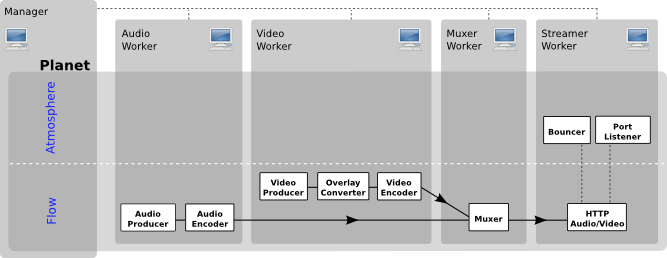 Manager
Audio
Worker
Video
Worker
Muxer
Worker
Streamer
Worker
Planet
Atmosphere
Bouncer
Port
Listener
Flow
Video
Producer
Overlay
Converter
Video
Encoder
Audio
Producer
Audio
Encoder
Muxer
HTTP
Audio/Video